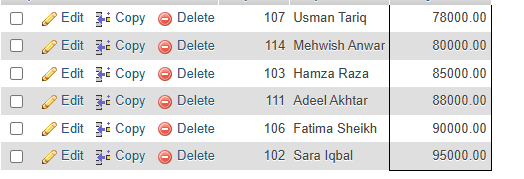 Edit Copy Delete 107 Usman Tariq 78000.00
Edit Copy Delete 114 Mehwish Anwar 80000.00
Edit Copy Delete 103 Hamza Raza 85000.00
Edit Copy Delete 111 Adeel Akhtar 88000.00
Edit Copy Delete 106 Fatima Sheikh 90000.00
Edit Copy Delete 102 Sara Iqbal 95000.00